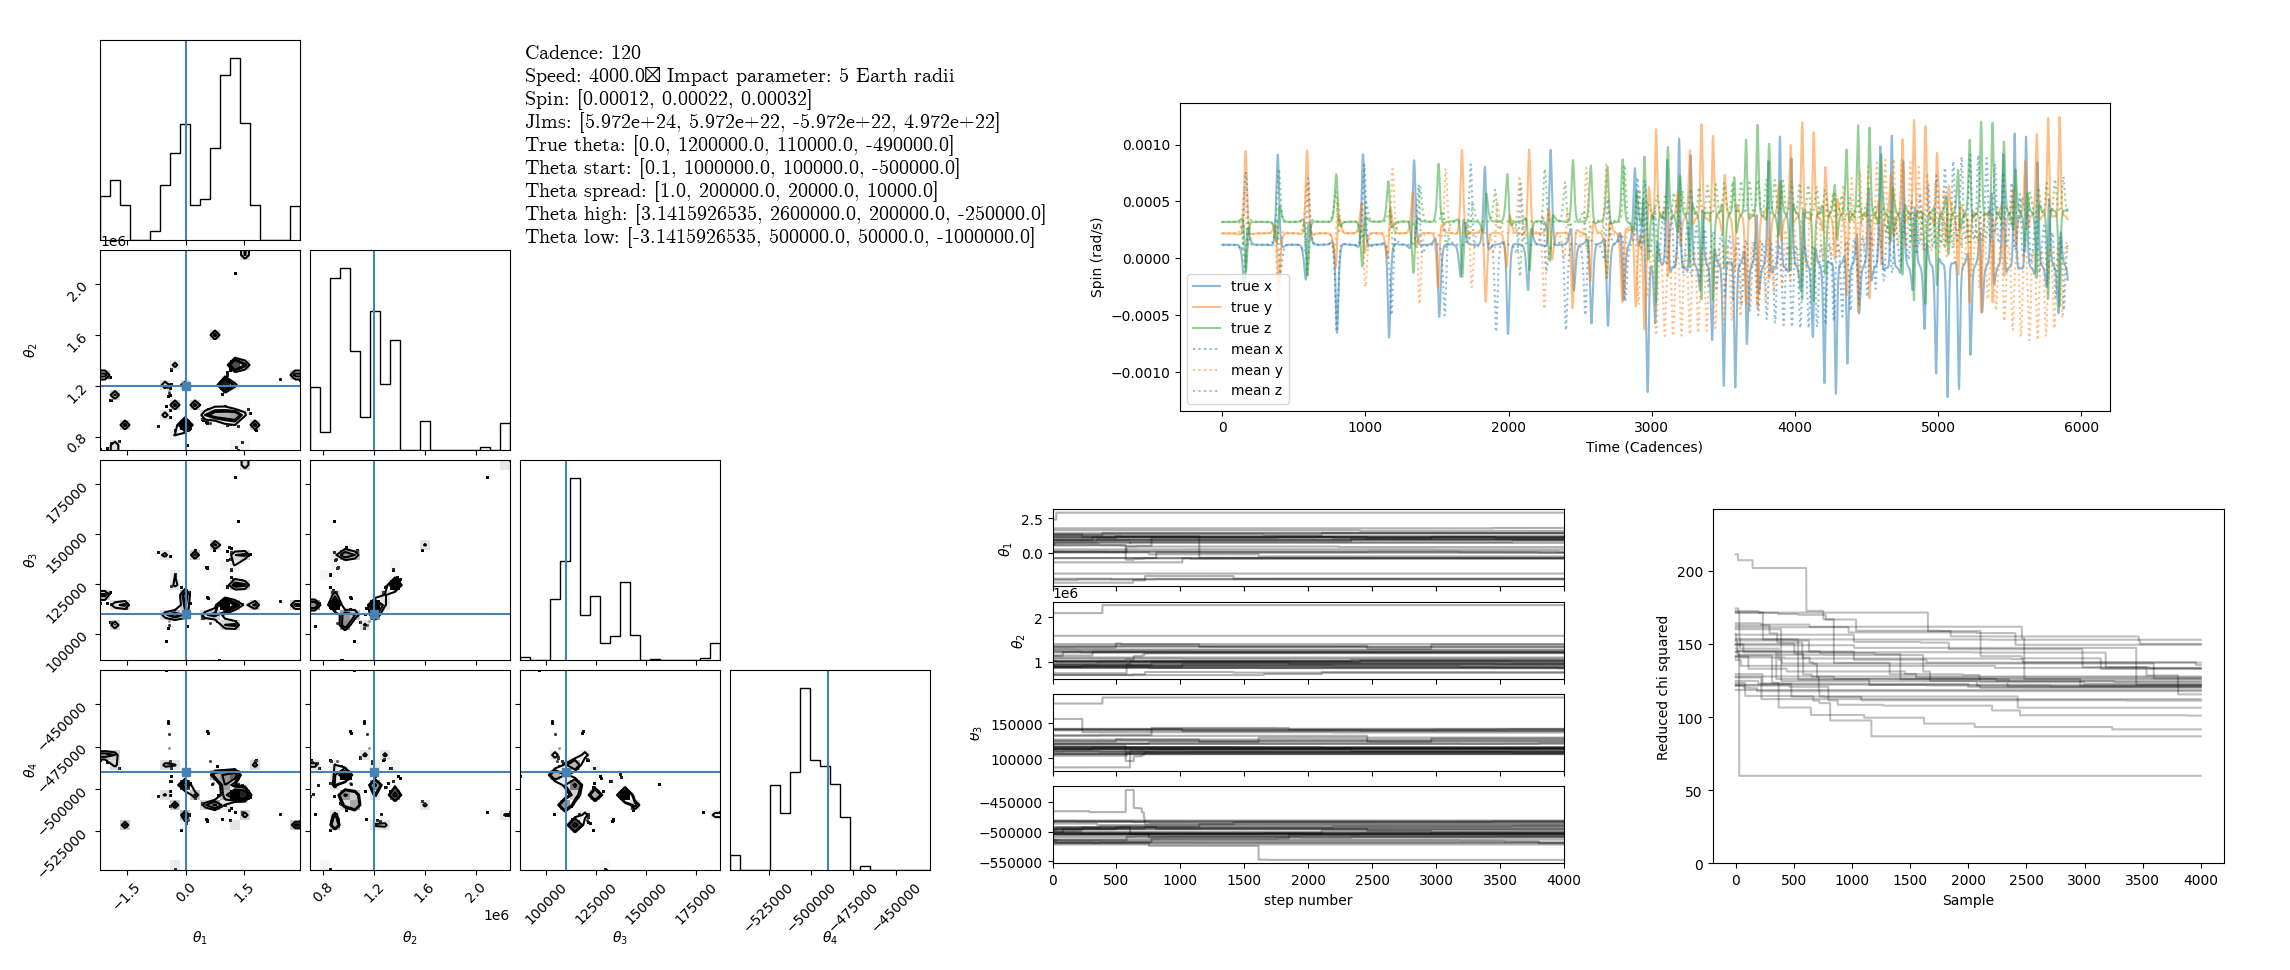 Cadence: 120
Speed: 4000.0 Impact parameter: 5 Earth radii
Spin: [0.00012, 0.00022, 0.00032]
Jlms: [5.972e+24, 5.972e+22, -5.972e+22, 4.972e+22]
True theta: [0.0, 1200000.0, 110000.0, -490000.0]
Theta start: [0.1, 1000000.0, 100000.0, -500000.0]
Theta spread: [1.0, 200000.0, 20000.0, 10000.0]
Theta high: [3.1415926535, 2600000.0, 200000.0, -250000.0]
Theta low: [-3.1415926535, 500000.0, 50000.0, -1000000.0]
1e6
θ2
2.0
1.6
1.2
0.8
θ3
175000
150000
125000
100000
θ4
−450000
−475000
−500000
−525000
−1.5 0.0 1.5
θ1
0.8 1.2 1.6 2.0
1e6
θ2
100000 125000 150000 175000
θ3
−525000 −500000 −475000 −450000
θ4
Spin (rad/s)
0.0010
0.0005
0.0000
−0.0005
−0.0010
true x
true y
true z
mean x
mean y
mean z
0 1000 2000 3000 4000 5000 6000
Time (Cadences)
θ1
2.5
0.0
1e6
θ2
2
1
θ3
150000
100000
−450000
−500000
−550000
0 500 1000 1500 2000 2500 3000 3500 4000
step number
Reduced chi squared
200
150
100
50
0
0 500 1000 1500 2000 2500 3000 3500 4000
Sample